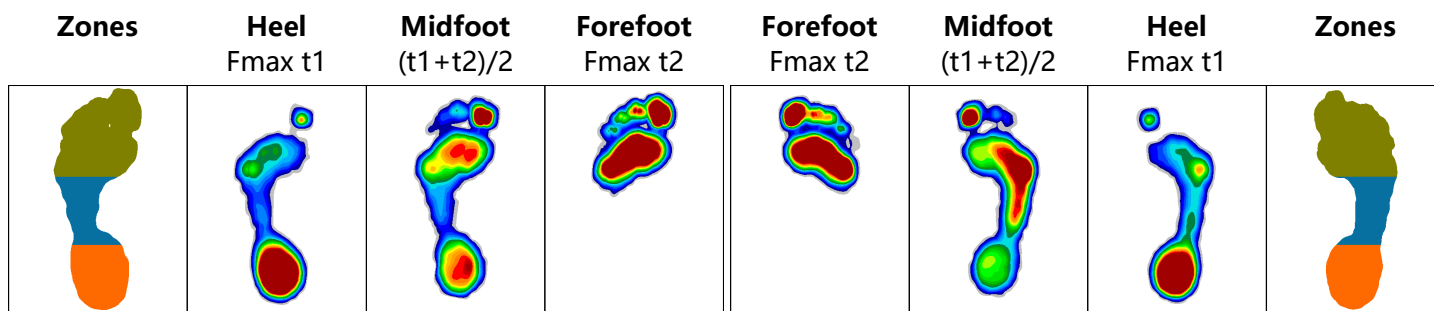 Zones Heel Midfoot Forefoot Forefoot Midfoot Heel Zones
Fmax t1 (t1+t2)/2 Fmax t2 Fmax t2 (t1+t2)/2 Fmax t1